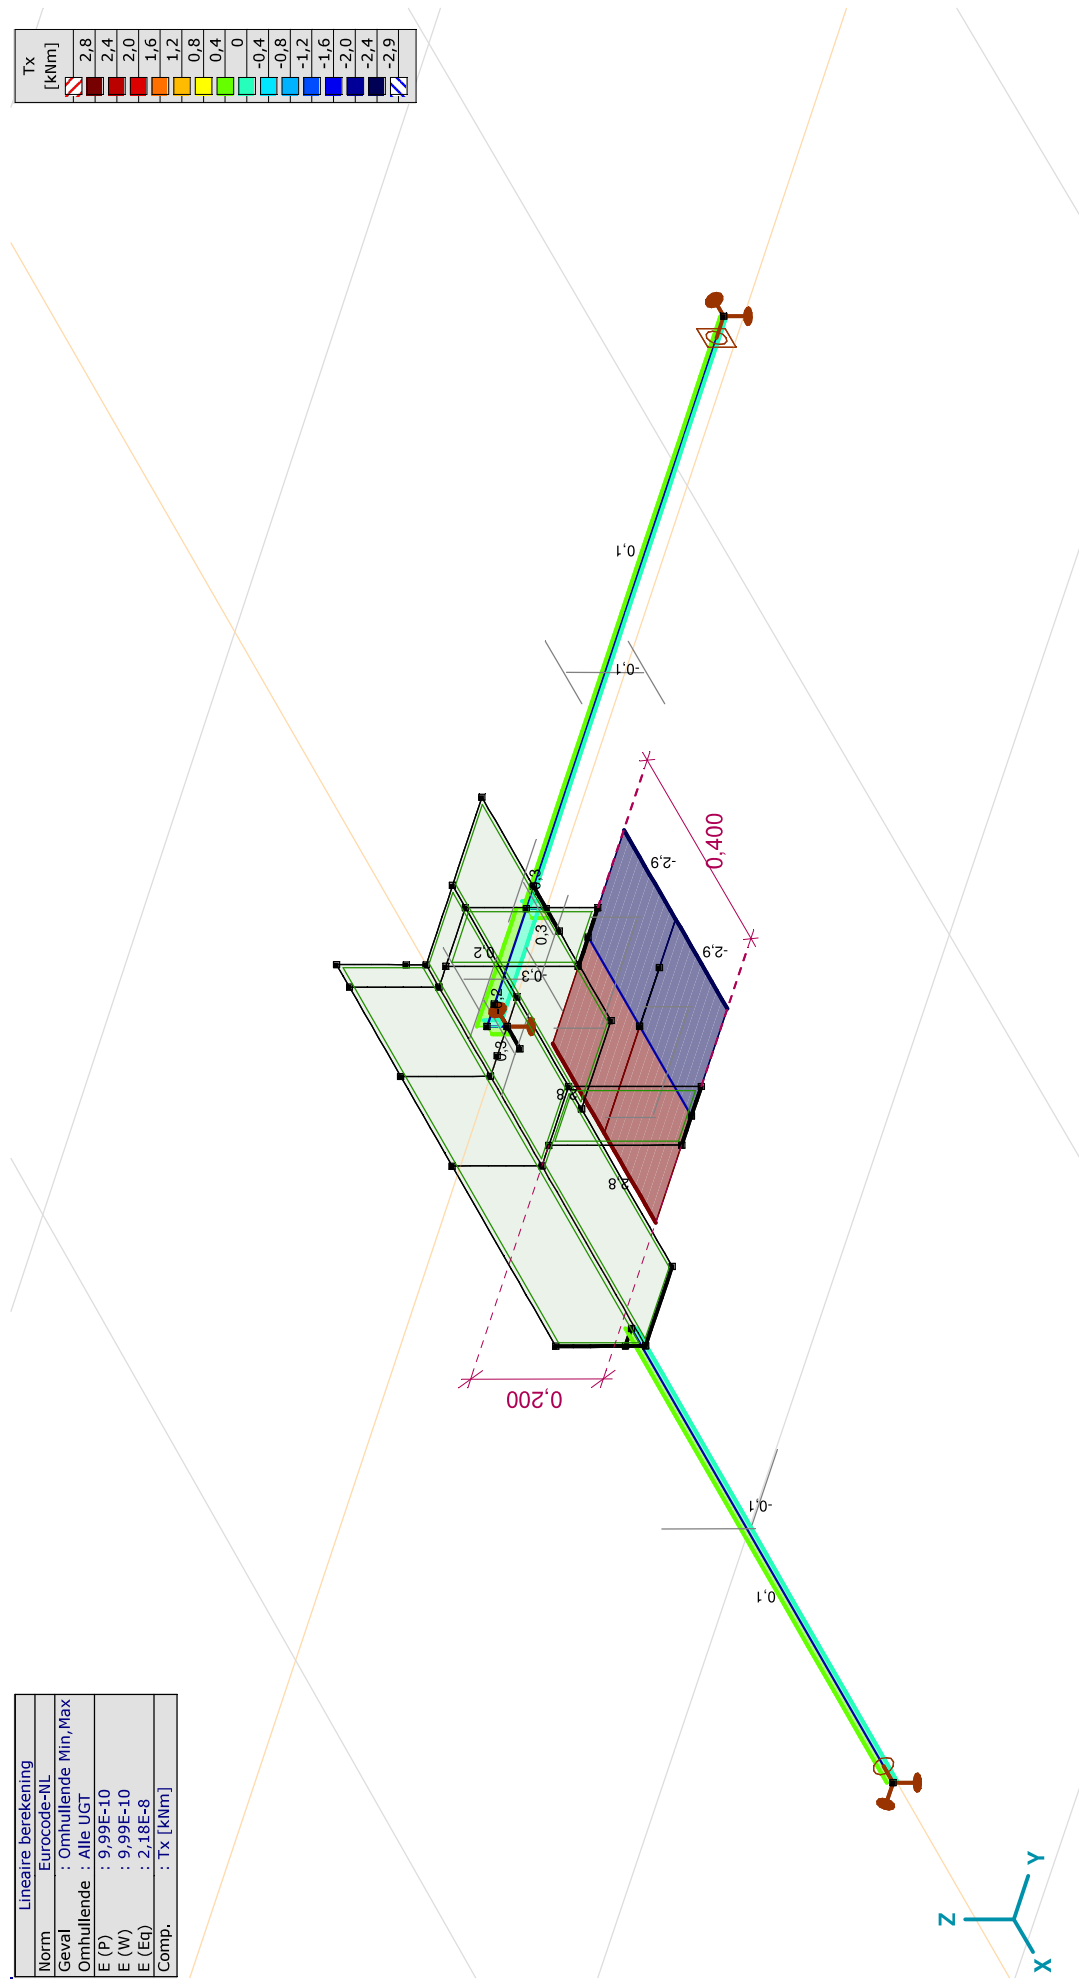 Tx
[kNm]
2,8
2,4
2,0
1,6
1,2
0,8
0,4
0
-0,4
-0,8
-1,2
-1,6
-2,0
-2,4
-2,9
0,1
-0,1
0,400
-2,9
-2,9
0,3
0,3
0,2
-0,3
0,3
2,8
0,200
-0,1
0,1
Lineaire berekening
Norm Eurocode-NL
Geval : Omhullende Min,Max
Omhullende : Alle UGT
E (P) : 9,99E-10
E (W) : 9,99E-10
E (Eq) : 2,18E-8
Comp. : Tx [kNm]
Z
Y
X